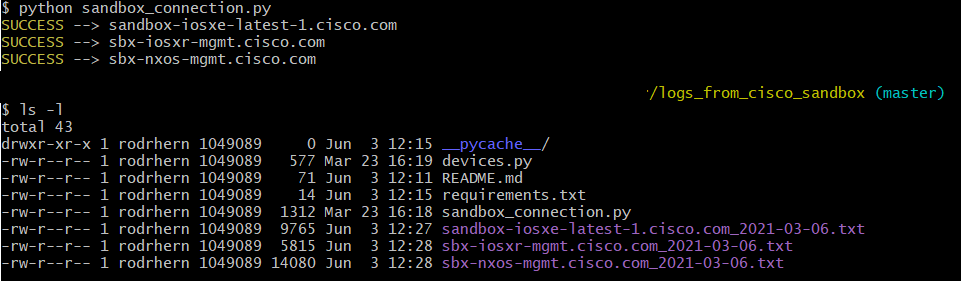 $ python sandbox_connection.py
SUCCESS --> sandbox-iosxe-latest-1.cisco.com
SUCCESS --> sbx-iosxr-mgmt.cisco.com
SUCCESS --> sbx-nxos-mgmt.cisco.com
/logs_from_cisco_sandbox (master)
$ ls -l
total 43
drwxr-xr-x 1 rodrhern 1049089     0 Jun  3 12:15 __pycache__/
-rw-r--r-- 1 rodrhern 1049089   577 Mar 23 16:19 devices.py
-rw-r--r-- 1 rodrhern 1049089    71 Jun  3 12:11 README.md
-rw-r--r-- 1 rodrhern 1049089    14 Jun  3 12:15 requirements.txt
-rw-r--r-- 1 rodrhern 1049089  1312 Mar 23 16:18 sandbox_connection.py
-rw-r--r-- 1 rodrhern 1049089  9765 Jun  3 12:27 sandbox-iosxe-latest-1.cisco.com_2021-03-06.txt
-rw-r--r-- 1 rodrhern 1049089  5815 Jun  3 12:28 sbx-iosxr-mgmt.cisco.com_2021-03-06.txt
-rw-r--r-- 1 rodrhern 1049089 14080 Jun  3 12:28 sbx-nxos-mgmt.cisco.com_2021-03-06.txt